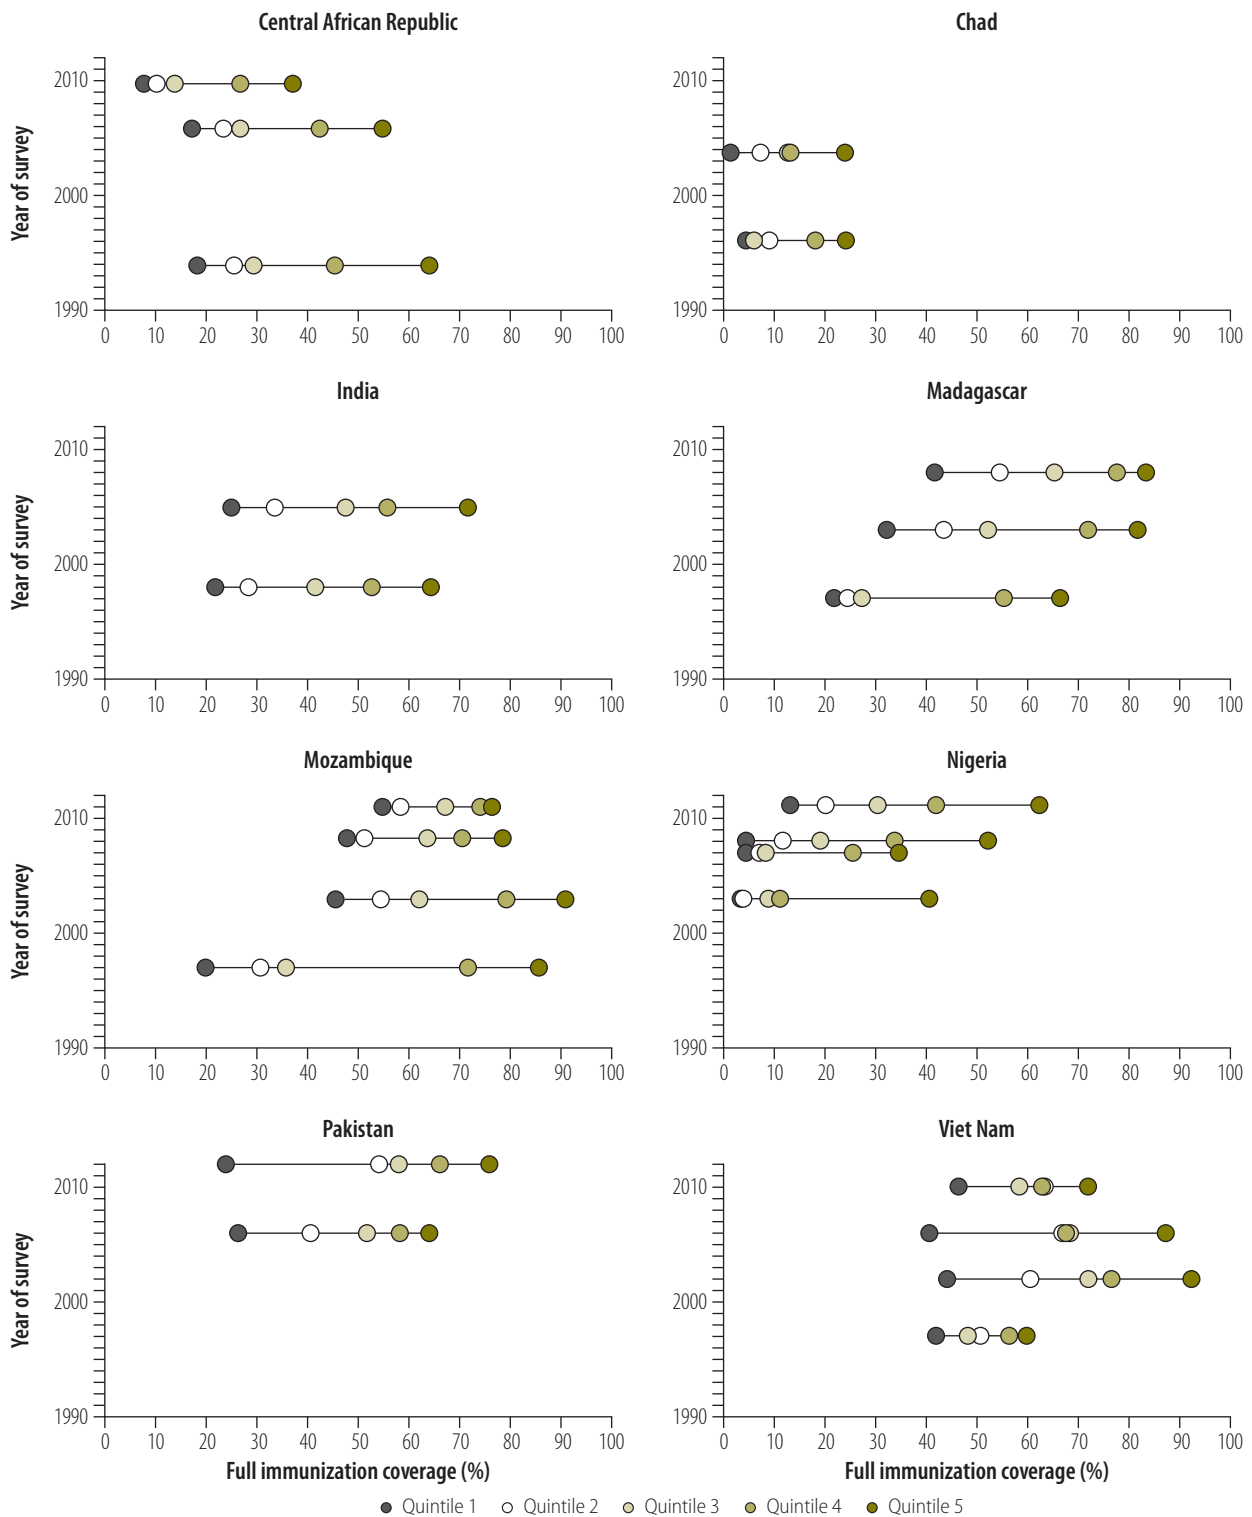 Central African Republic
Chad
Year of survey
2010
2000
1990
0 10 20 30 40 50 60 70 80 90 100
0 10 20 30 40 50 60 70 80 90 100
India
Madagascar
Year of survey
2010
2000
1990
2010
2000
1990
0 10 20 30 40 50 60 70 80 90 100
0 10 20 30 40 50 60 70 80 90 100
Mozambique
Nigeria
Year of survey
2010
2000
1990
2010
2000
1990
0 10 20 30 40 50 60 70 80 90 100
0 10 20 30 40 50 60 70 80 90 100
Pakistan
Viet Nam
Year of survey
2010
2000
1990
2010
2000
1990
0 10 20 30 40 50 60 70 80 90 100
0 10 20 30 40 50 60 70 80 90 100
Full immunization coverage (%)
Full immunization coverage (%)
Quintile 1 Quintile 2 Quintile 3 Quintile 4 Quintile 5